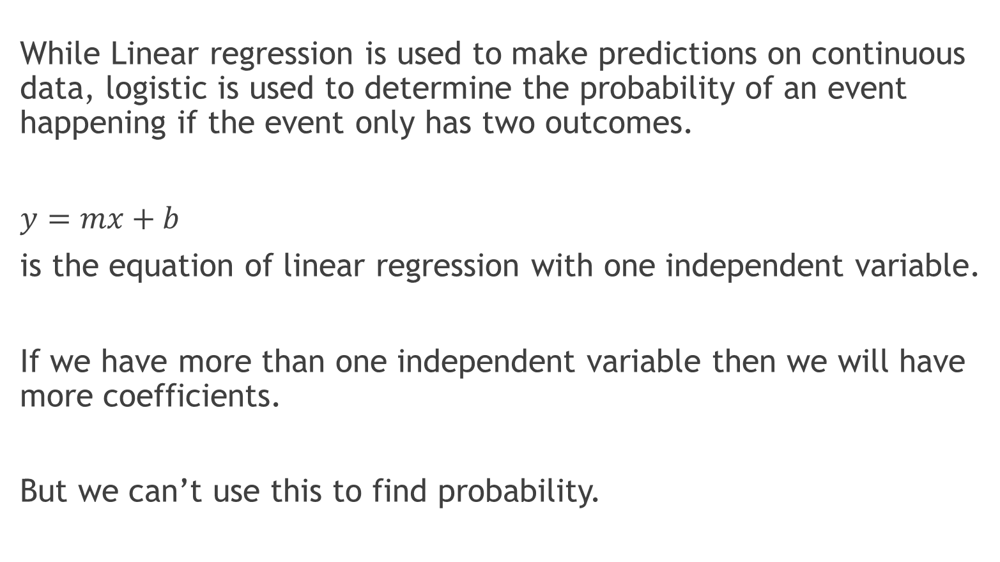 While Linear regression is used to make predictions on continuous
data, logistic is used to determine the probability of an event
happening if the event only has two outcomes.
y = mx + b
is the equation of linear regression with one independent variable.
If we have more than one independent variable then we will have
more coefficients.
But we can’t use this to find probability.